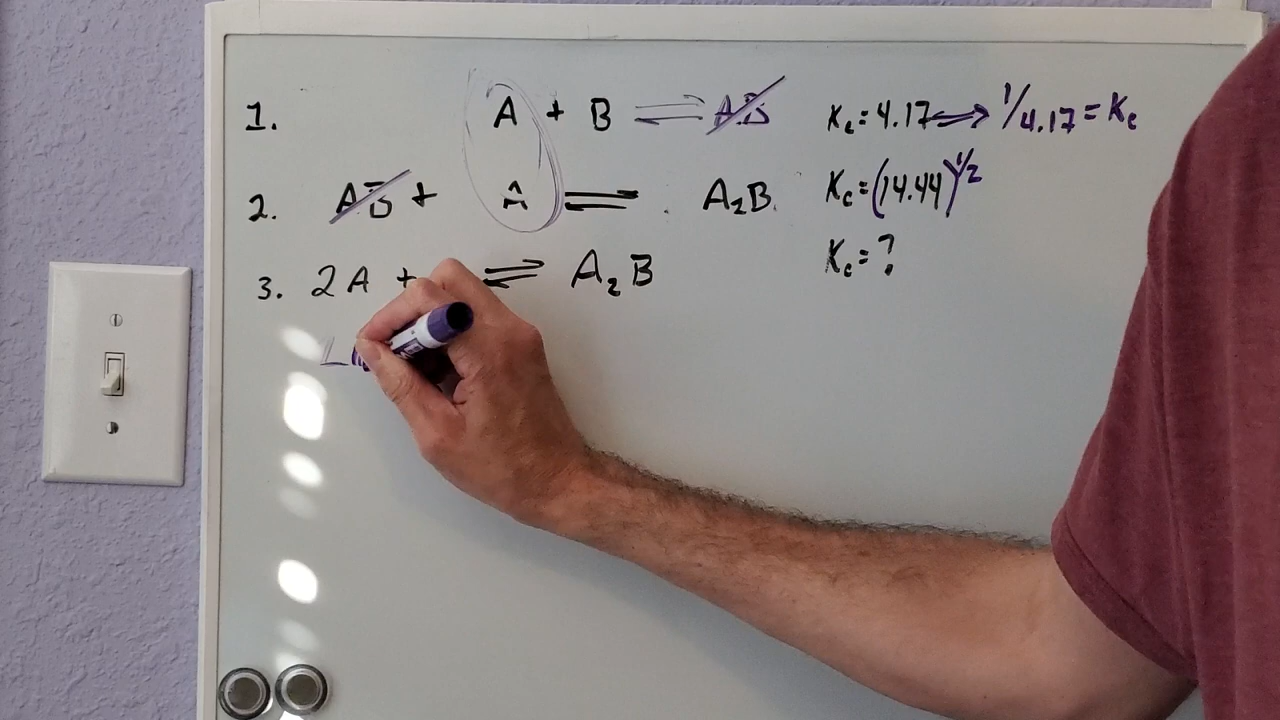 1. A + B ⇌ AB Kc = 4.17 ⟺ 1/4.17 = Kc
2. AB + A ⇌ A₂B Kc = (14.44)^1/2
3. 2A + ⇌ A₂B Kc = ?